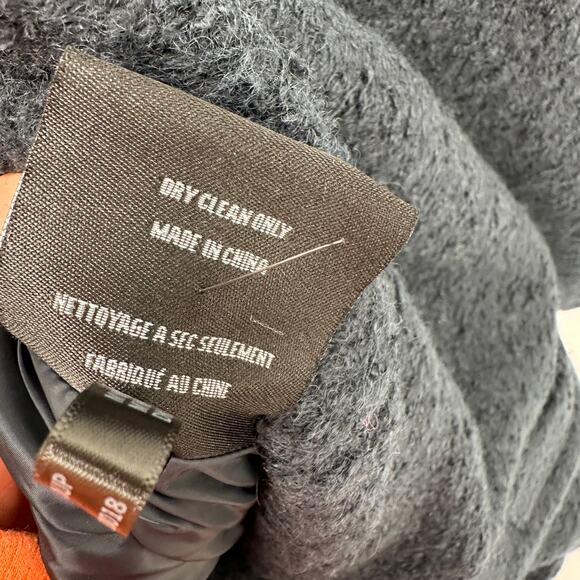 DRY CLEAN ONLY
MADE IN CHINA
NETTOYAGE A SEC SEULEMENT
FABRIQUÉ AU CHINE